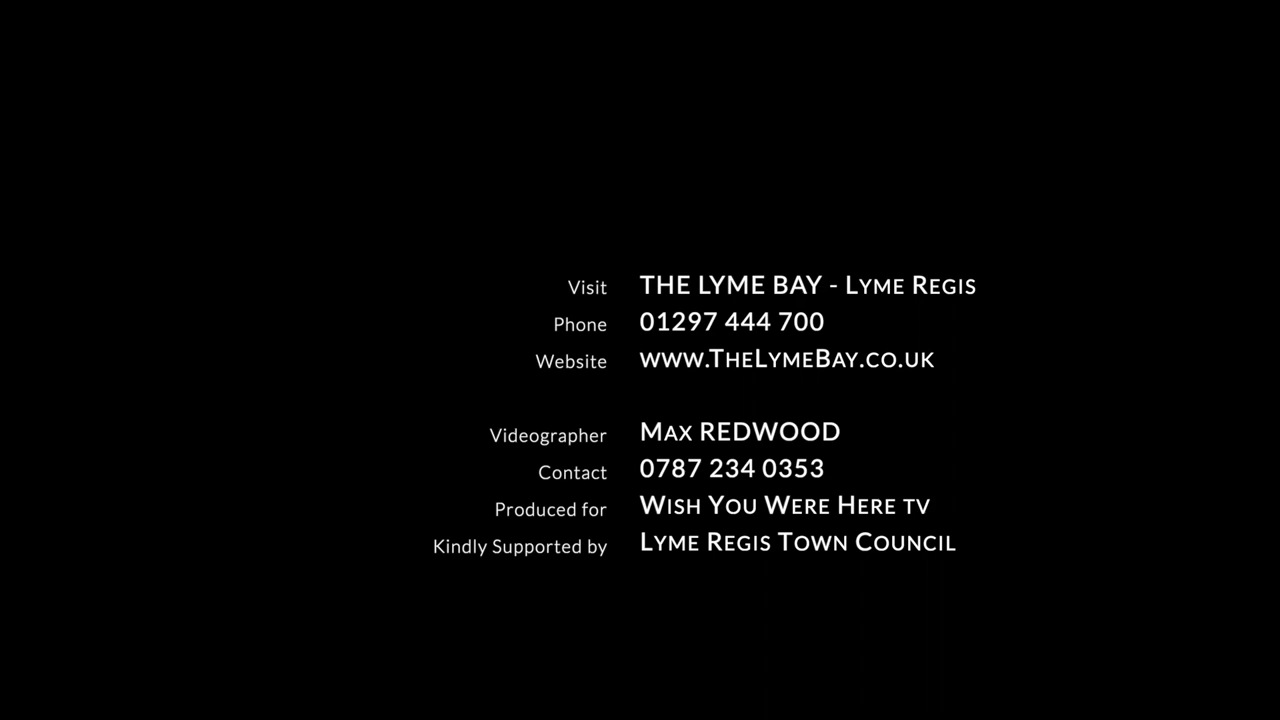 Visit THE LYME BAY - Lyme Regis
Phone 01297 444 700
Website www.TheLymeBay.co.uk
Videographer Max REDWOOD
Contact 0787 234 0353
Produced for Wish You Were Here tv
Kindly Supported by Lyme Regis Town Council